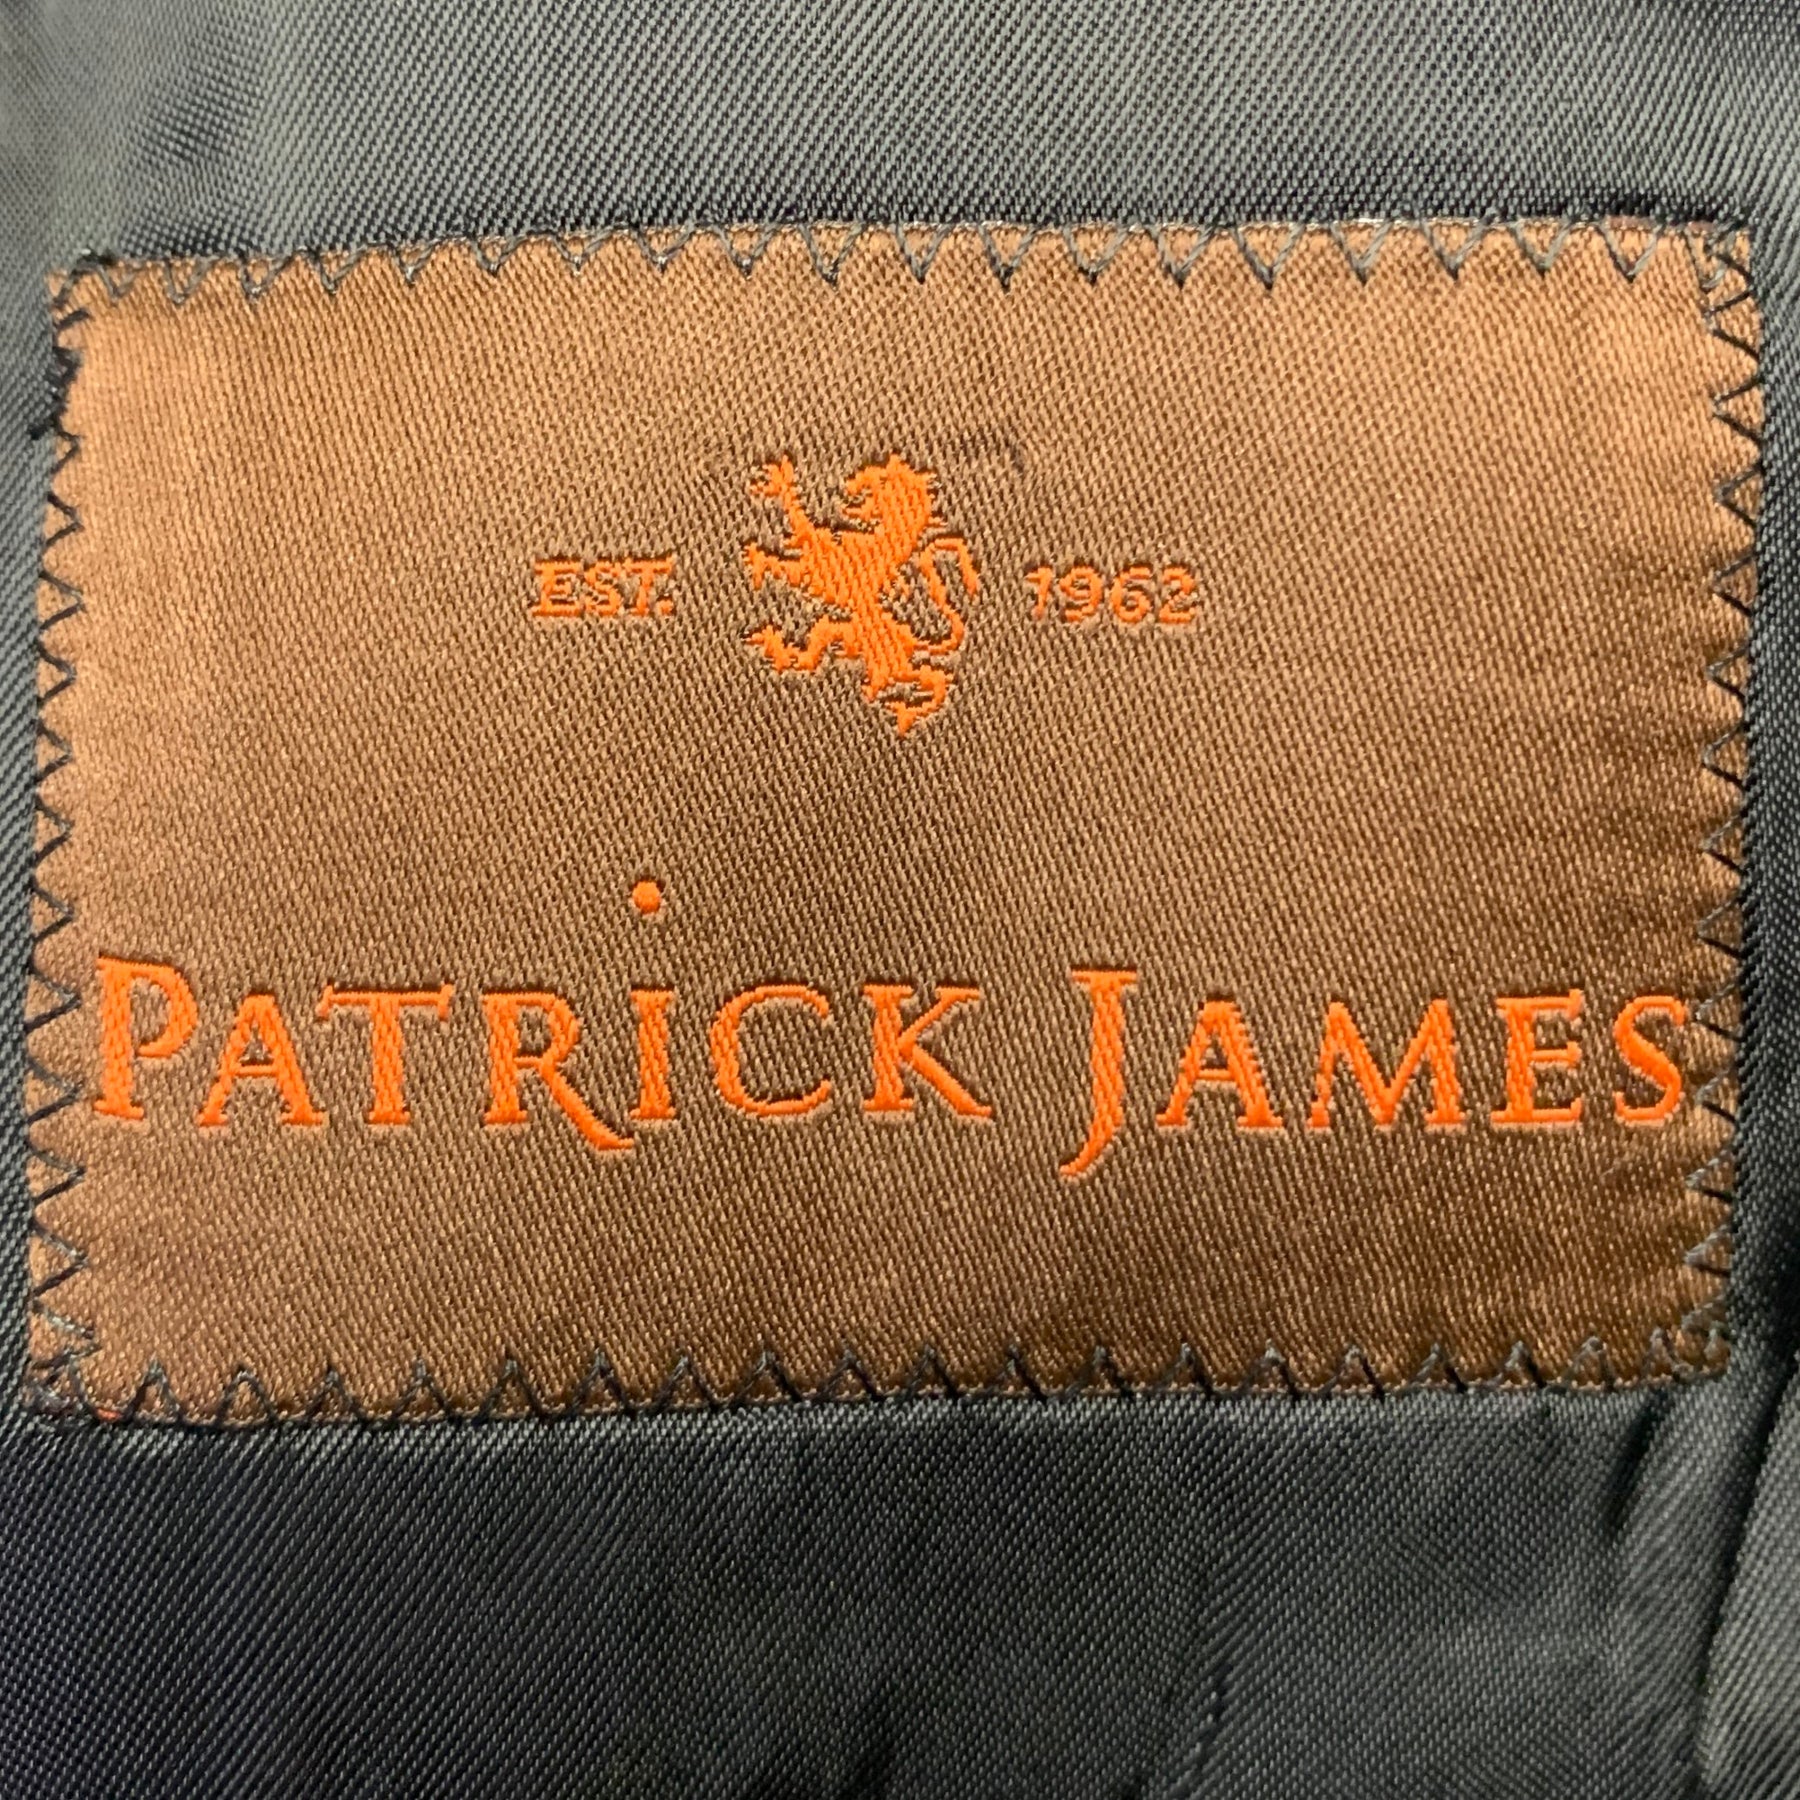 EST. 1962
PATRiCK JAMES